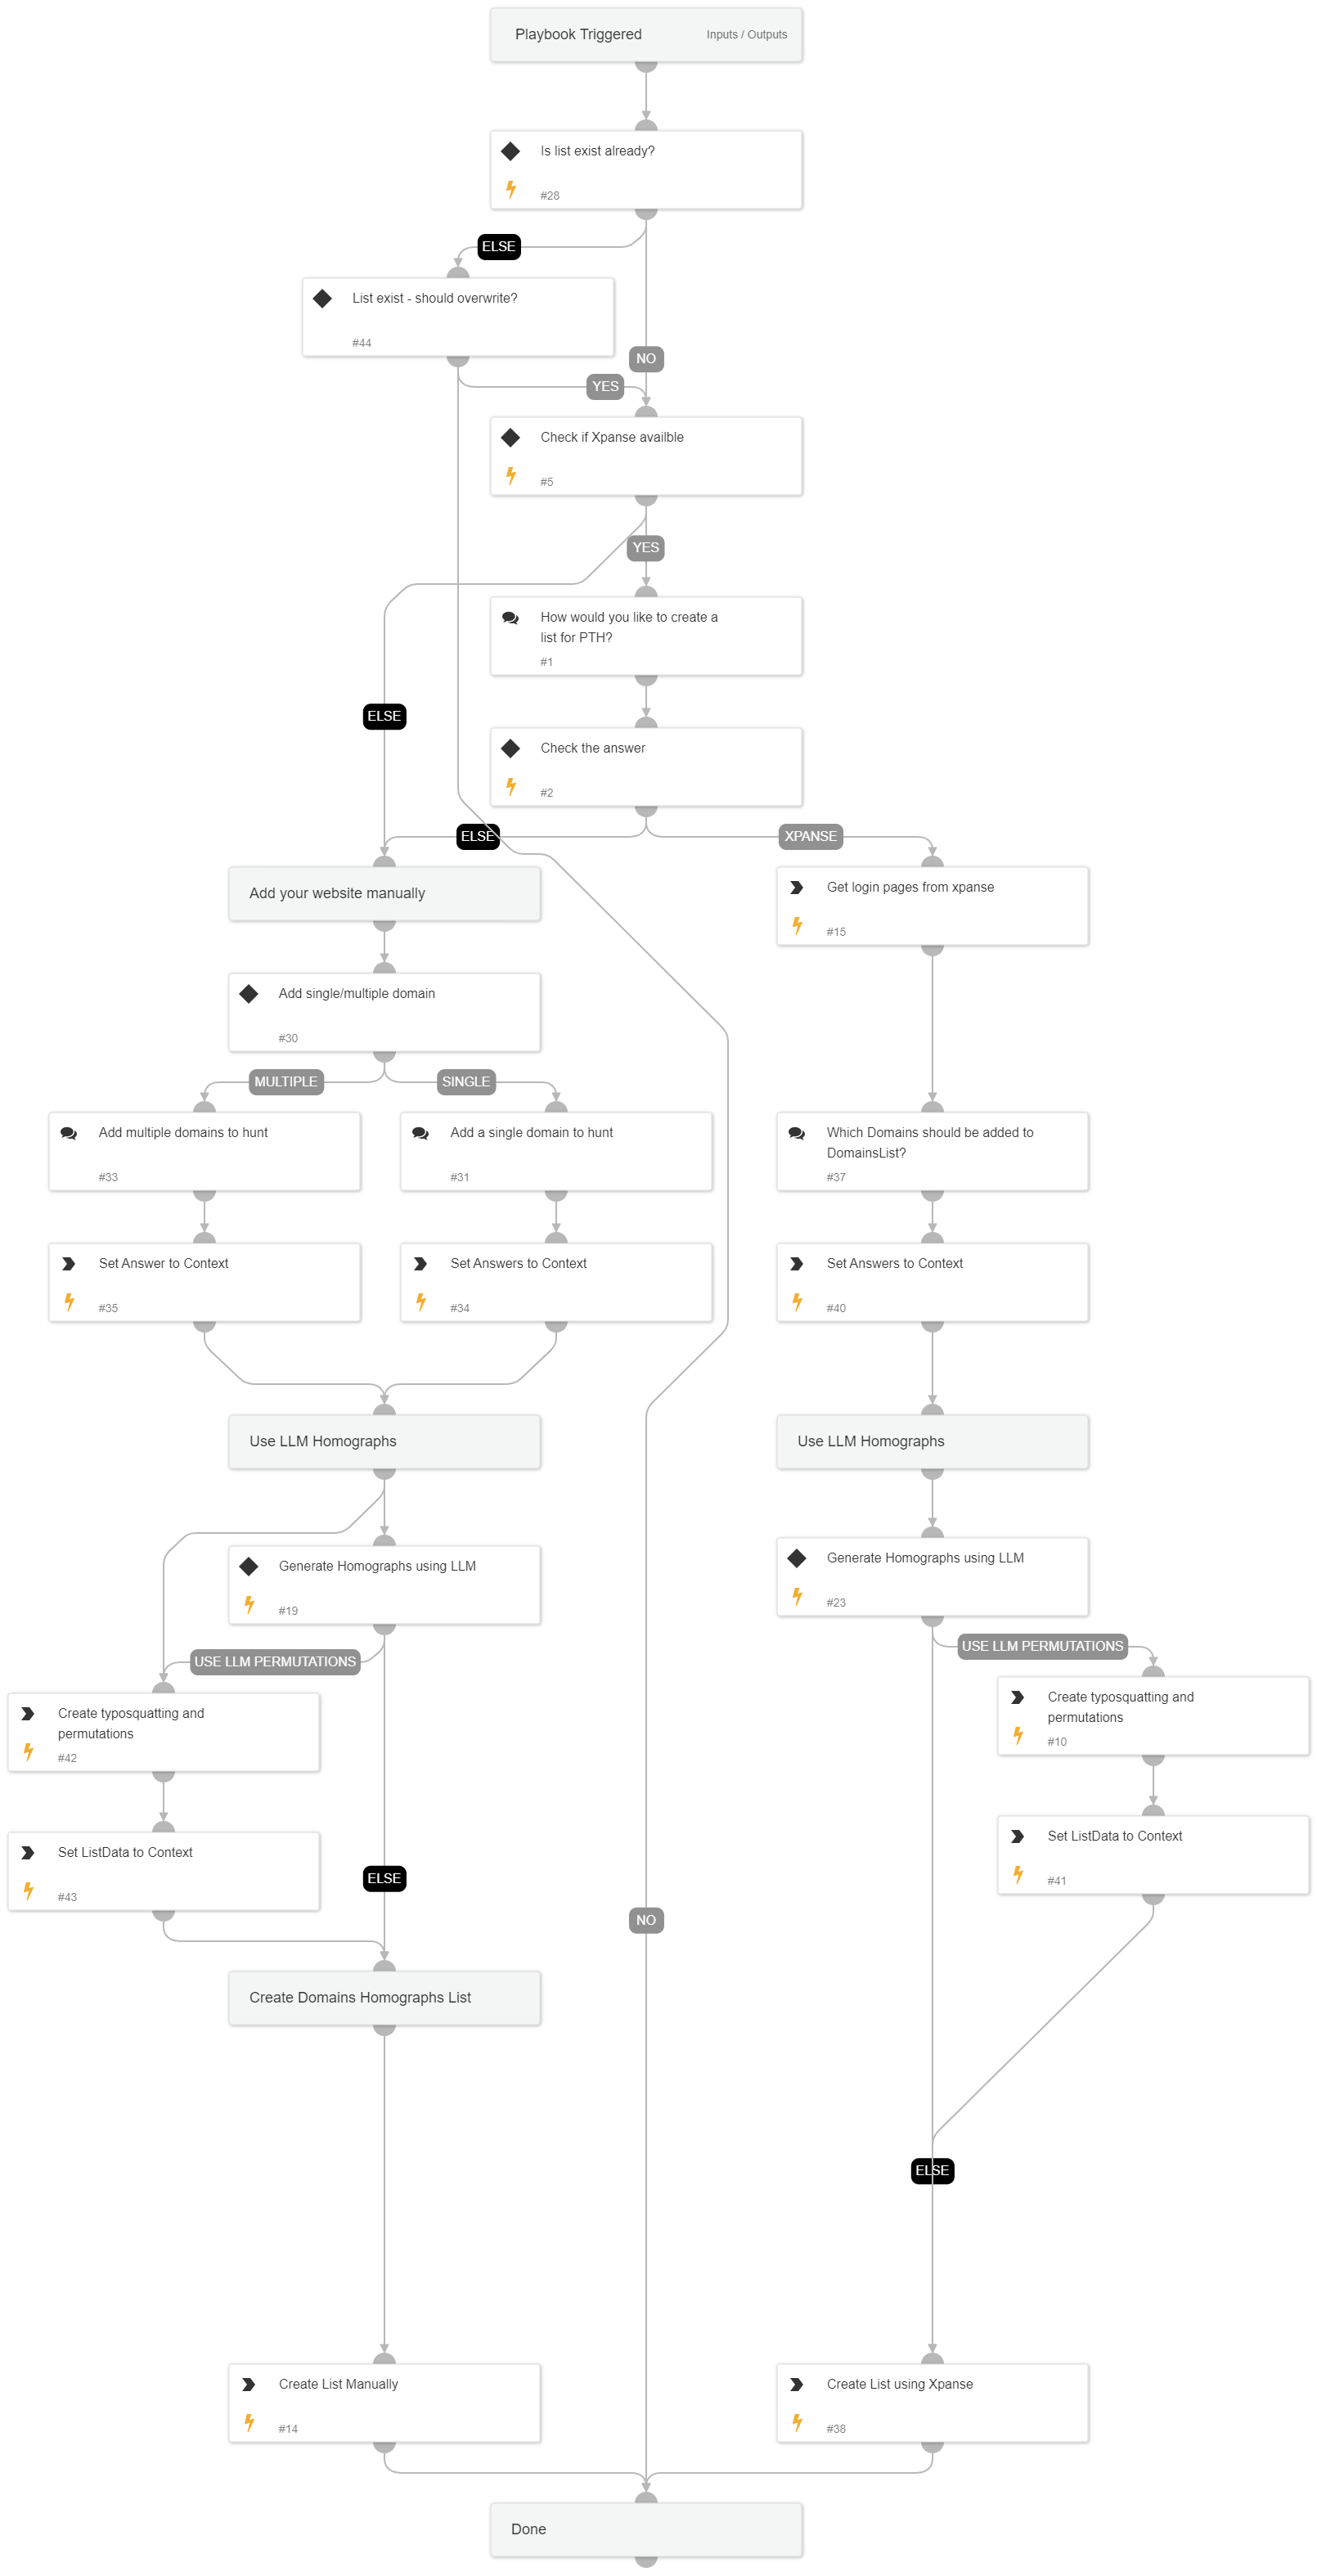 Playbook Triggered
Inputs / Outputs
Is list exist already?
#28
ELSE
List exist - should overwrite?
#44
NO
YES
Check if Xpanse availble
#5
YES
How would you like to create a
list for PTH?
#1
ELSE
Check the answer
#2
ELSE
XPANSE
Add your website manually
Get login pages from xpanse
#15
Add single/multiple domain
#30
MULTIPLE
SINGLE
Add multiple domains to hunt
#33
Add a single domain to hunt
#31
Which Domains should be added to
DomainsList?
#37
Set Answer to Context
#35
Set Answers to Context
#34
Set Answers to Context
#40
Use LLM Homographs
Use LLM Homographs
Generate Homographs using LLM
#19
Generate Homographs using LLM
#23
USE LLM PERMUTATIONS
USE LLM PERMUTATIONS
Create typosquatting and
permutations
#42
Create typosquatting and
permutations
#10
Set ListData to Context
#43
Set ListData to Context
#41
ELSE
NO
Create Domains Homographs List
ELSE
Create List Manually
#14
Create List using Xpanse
#38
Done